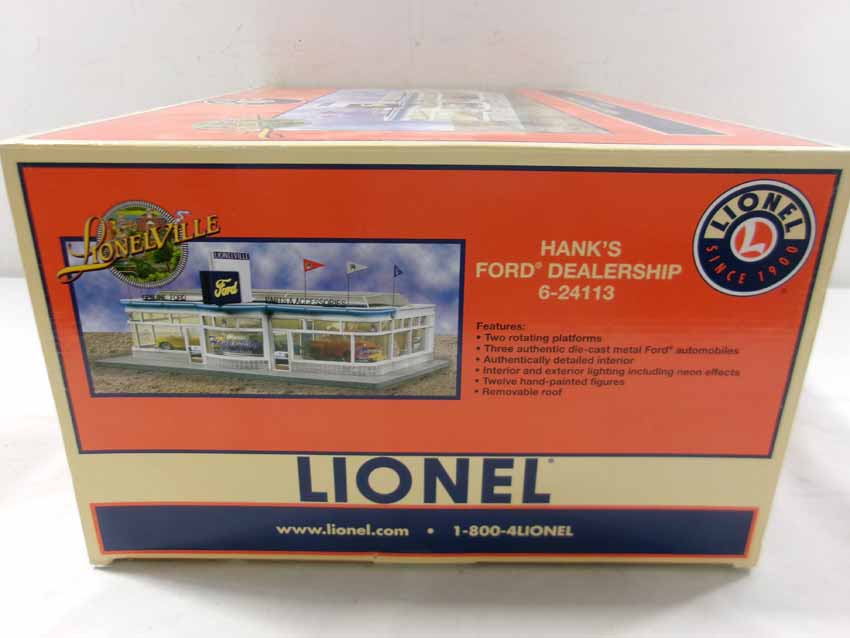 LIONELVILLE
LIONELVILLE
Ford
PARTS & ACCESSORIES
HANK'S
FORD® DEALERSHIP
6-24113
LIONEL
L
SINCE · 1900
®
Features:
• Two rotating platforms
• Three authentic die-cast metal Ford® automobiles
• Authentically detailed interior
• Interior and exterior lighting including neon effects
• Twelve hand-painted figures
• Removable roof
LIONEL®
www.lionel.com • 1-800-4LIONEL